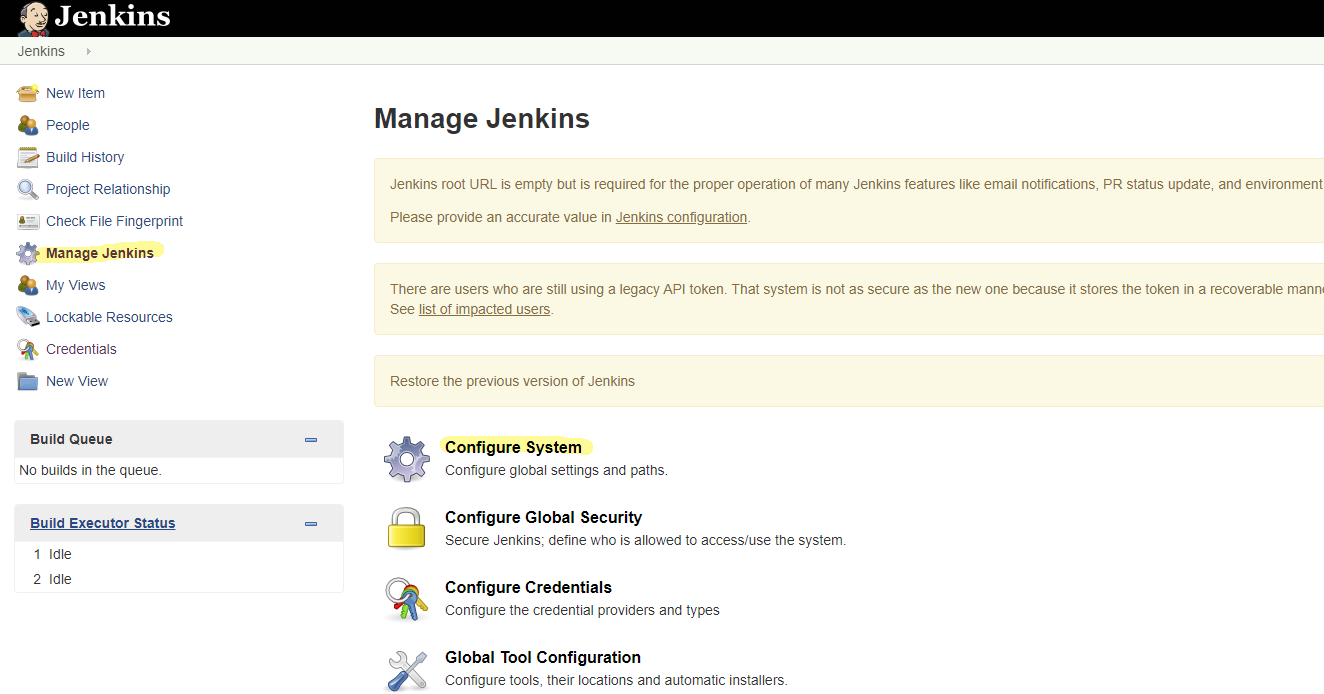 Jenkins
Jenkins
New Item
People
Build History
Project Relationship
Check File Fingerprint
Manage Jenkins
My Views
Lockable Resources
Credentials
New View
Build Queue
No builds in the queue.
Build Executor Status
1 Idle
2 Idle
Manage Jenkins
Jenkins root URL is empty but is required for the proper operation of many Jenkins features like email notifications, PR status update, and environment
Please provide an accurate value in Jenkins configuration.
There are users who are still using a legacy API token. That system is not as secure as the new one because it stores the token in a recoverable manne
See list of impacted users.
Restore the previous version of Jenkins
Configure System
Configure global settings and paths.
Configure Global Security
Secure Jenkins; define who is allowed to access/use the system.
Configure Credentials
Configure the credential providers and types
Global Tool Configuration
Configure tools, their locations and automatic installers.